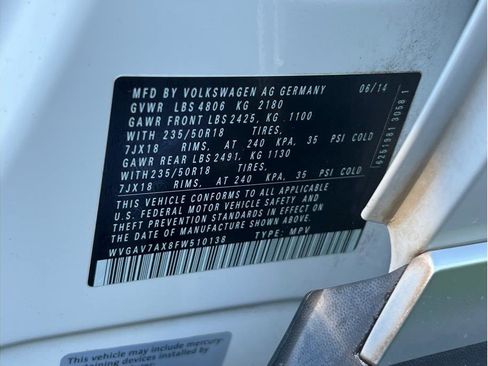 MFD BY VOLKSWAGEN AG GERMANY 06/14
GVWR LBS 4806 KG 2180
GAWR FRONT LBS 2425, KG 1100
WITH 235/50R18 TIRES,
7JX18 RIMS, AT 240 KPA, 35 PSI COLD
GAWR REAR LBS 2491, KG 1130
WITH 235/50R18 TIRES,
7JX18 RIMS, AT 240 KPA, 35 PSI COLD
THIS VEHICLE CONFORMS TO ALL APPLICABLE
U.S. FEDERAL MOTOR VEHICLE SAFETY AND
THEFT PREVENTION STANDARDS IN EFFECT ON
DATE OF MANUFACTURE SHOWN ABOVE.
WVGAV7AX8FW510138 TYPE: MPV
This vehicle may include mercury-
containing devices installed by